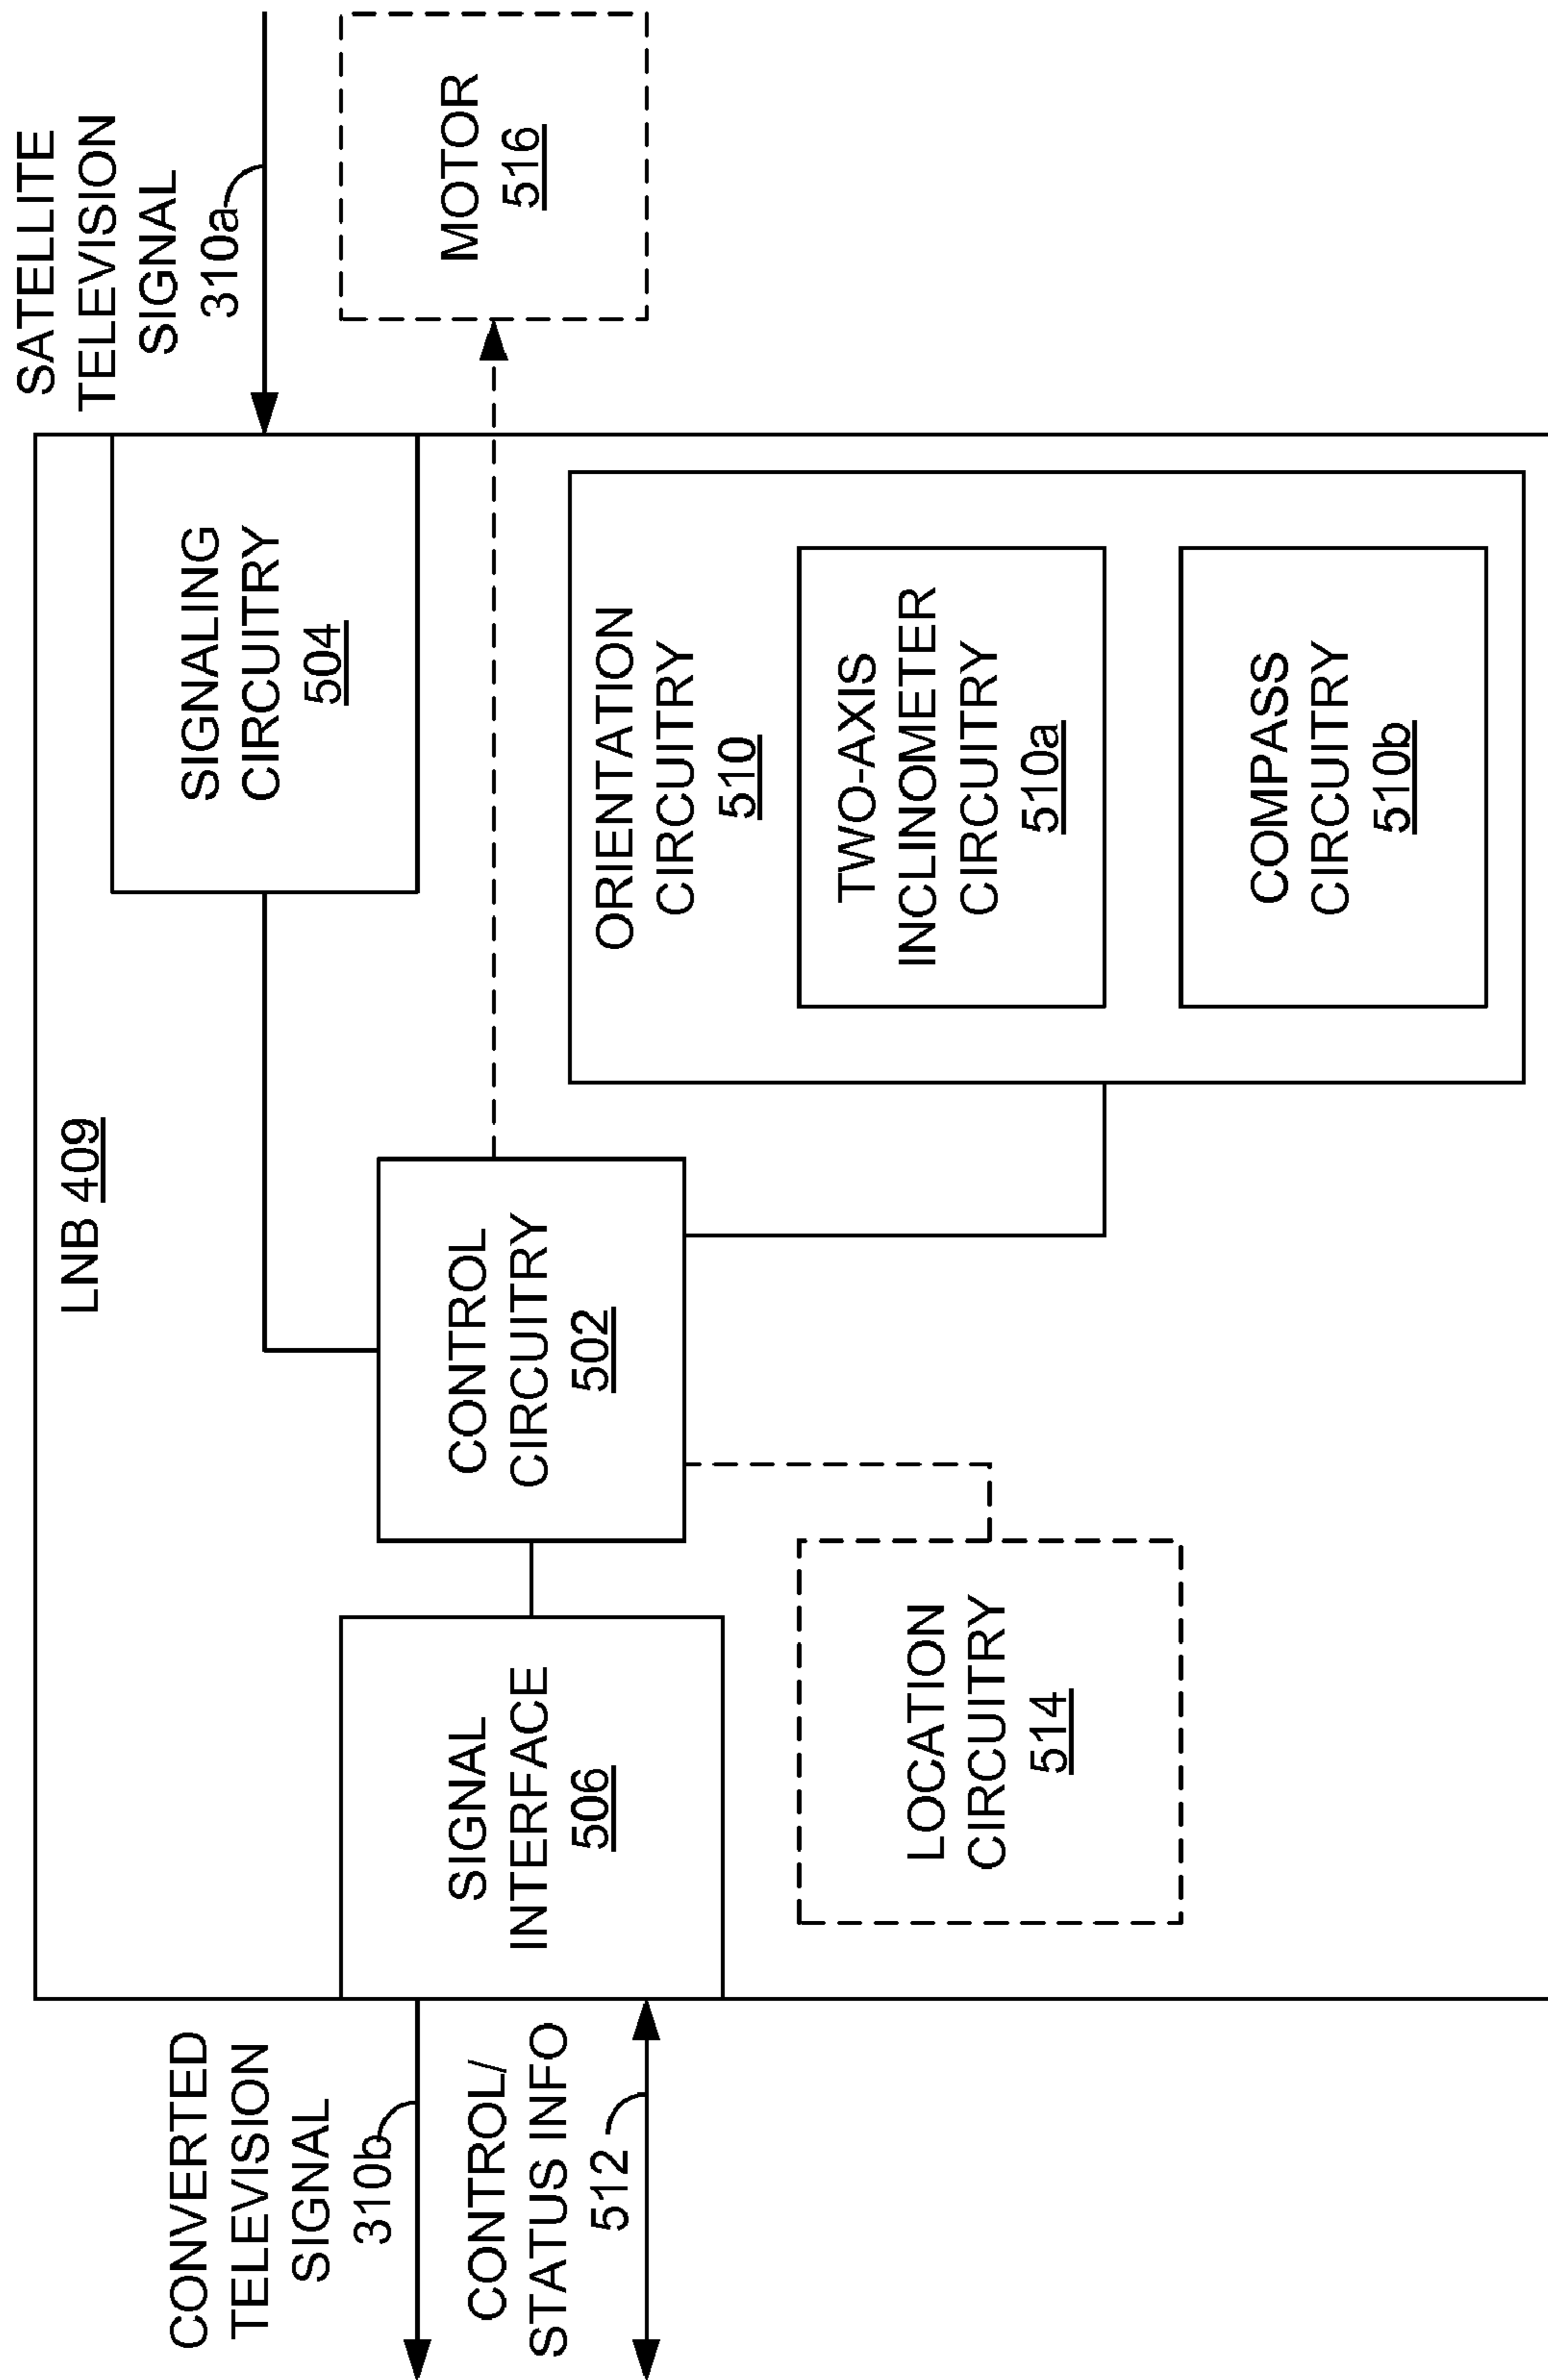 LNB 409
CONVERTED
TELEVISION
SIGNAL
310b
CONTROL/
STATUS INFO
512
SIGNAL
INTERFACE
506
CONTROL
CIRCUITRY
502
LOCATION
CIRCUITRY
514
SIGNALING
CIRCUITRY
504
ORIENTATION
CIRCUITRY
510
TWO-AXIS
INCLINOMETER
CIRCUITRY
510a
COMPASS
CIRCUITRY
510b
SATELLITE
TELEVISION
SIGNAL
310a
MOTOR
516